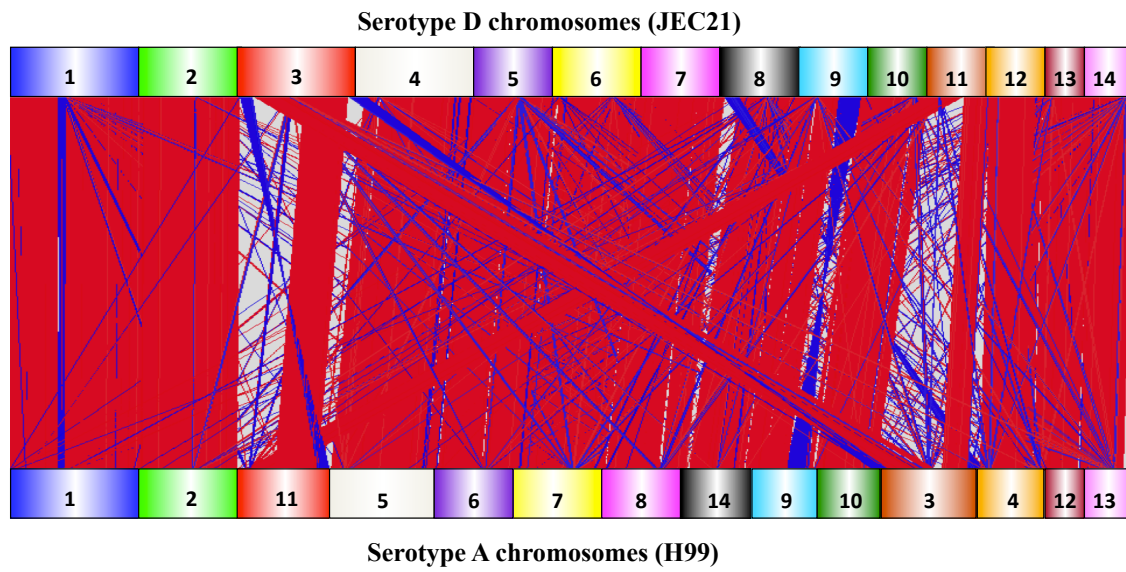 Serotype D chromosomes (JEC21)
1 2 3 4 5 6 7 8 9 10 11 12 13 14
1 2 11 5 6 7 8 14 9 10 3 4 12 13
Serotype A chromosomes (H99)